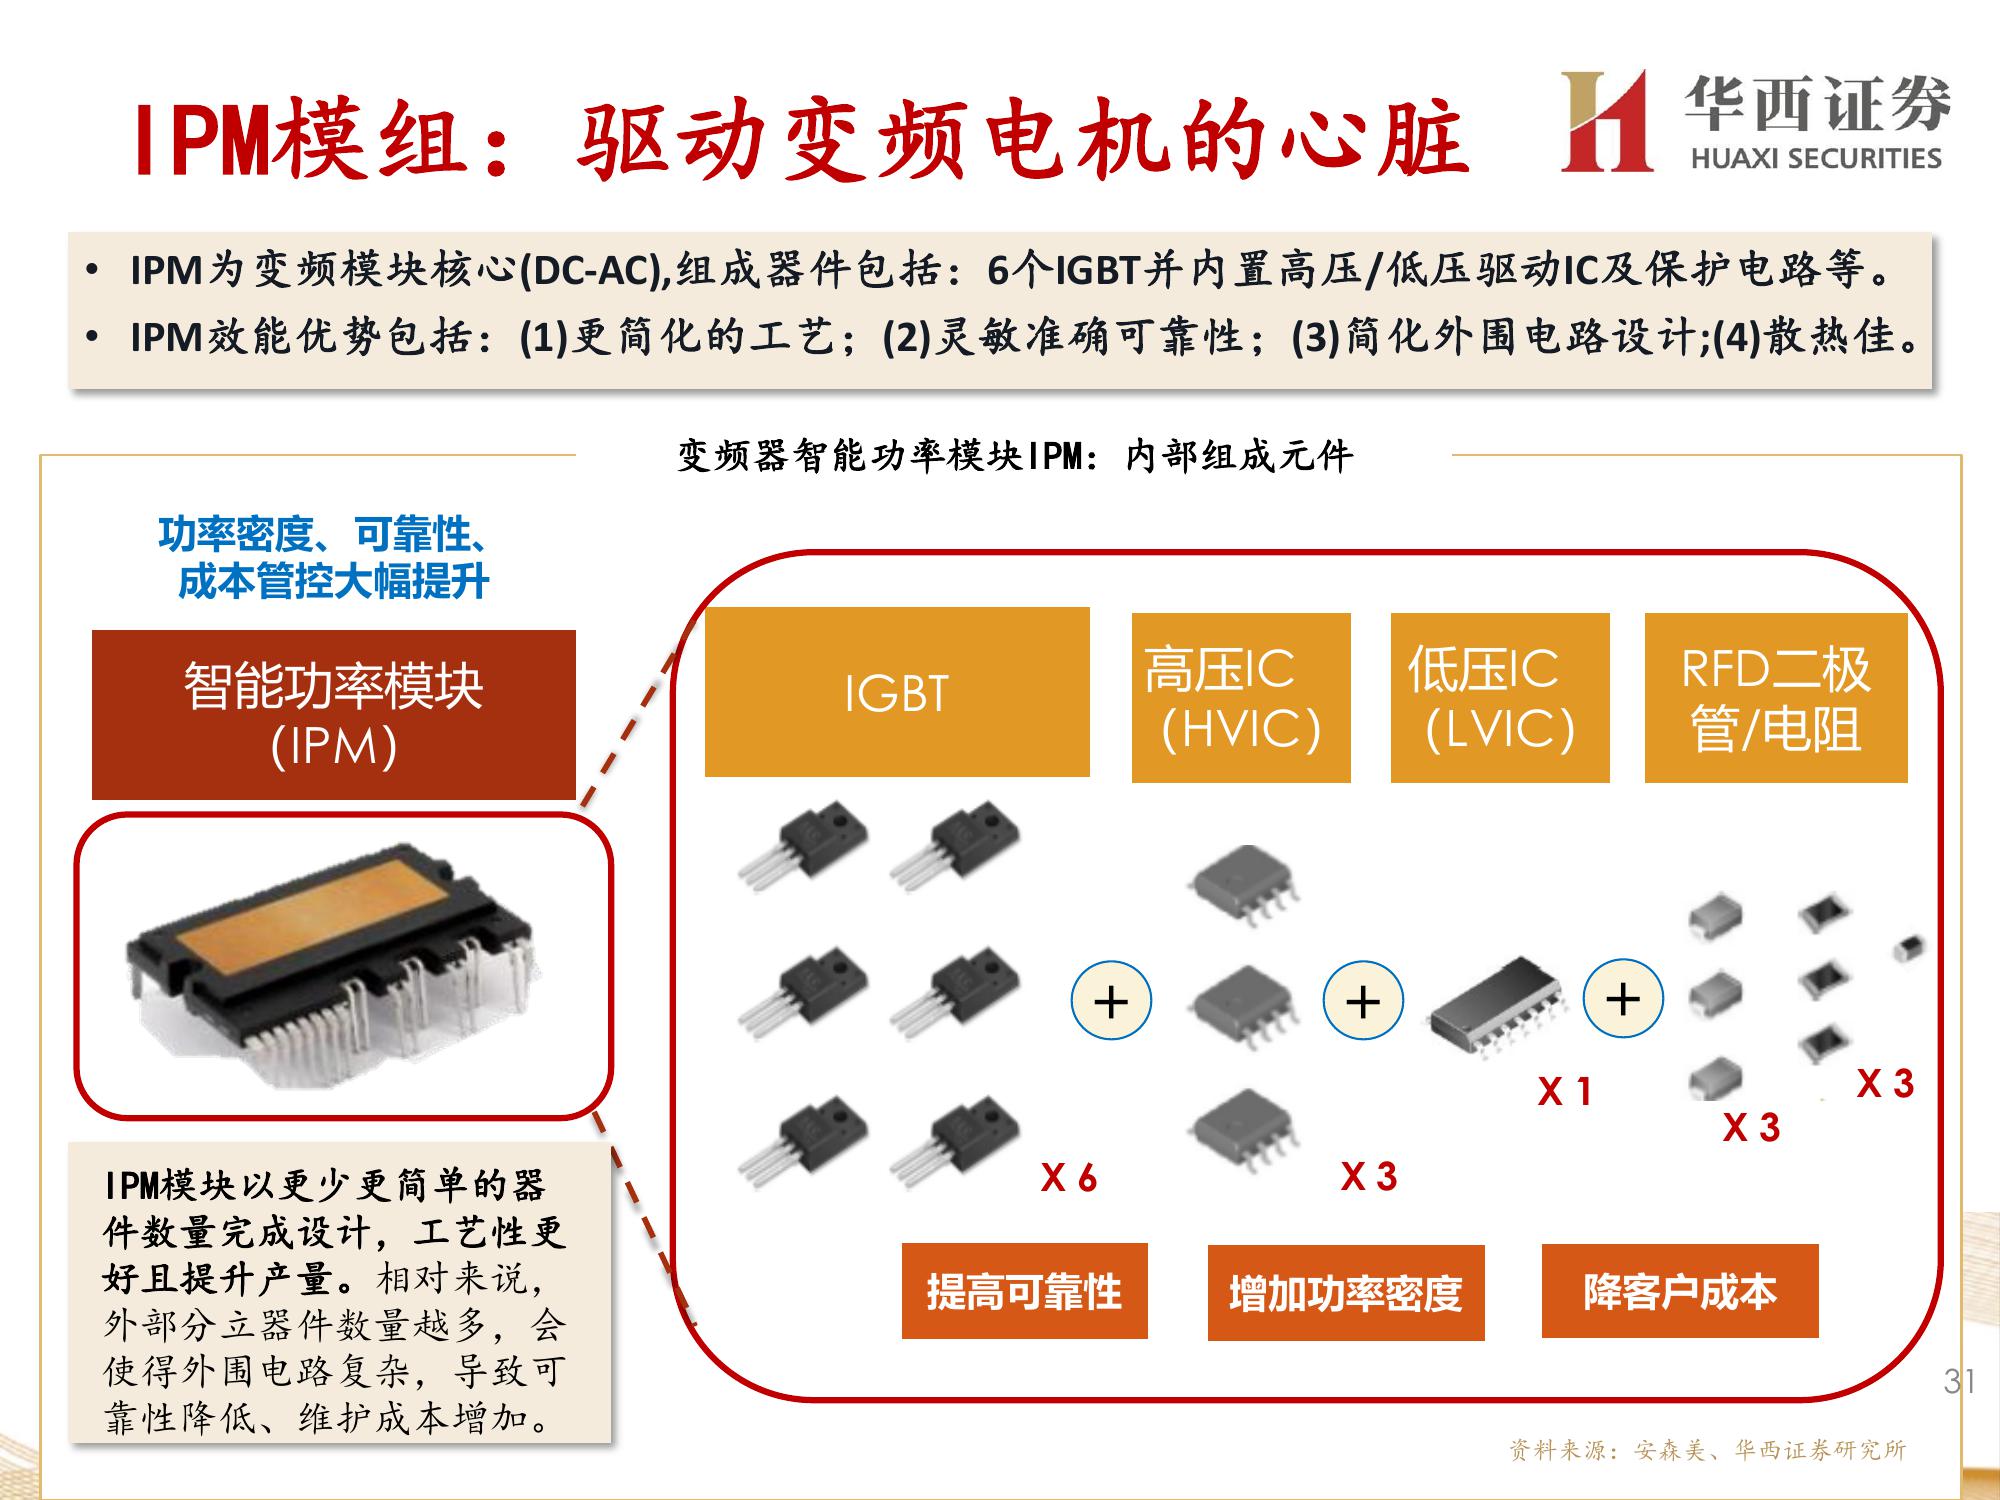 IPM模组：驱动变频电机的心脏
华西证券
HUAXI SECURITIES
• IPM为变频模块核心(DC-AC),组成器件包括：6个IGBT并内置高压/低压驱动IC及保护电路等。
• IPM效能优势包括：(1)更简化的工艺；(2)灵敏准确可靠性；(3)简化外围电路设计;(4)散热佳。
变频器智能功率模块IPM：内部组成元件
功率密度、可靠性、
成本管控大幅提升
智能功率模块
（IPM）
IPM模块以更少更简单的器
件数量完成设计，工艺性更
好且提升产量。相对来说，
外部分立器件数量越多，会
使得外围电路复杂，导致可
靠性降低、维护成本增加。
IGBT
高压IC
（HVIC）
低压IC
（LVIC）
RFD二极
管/电阻
+
+
+
X 6
X 3
X 1
X 3
X 3
提高可靠性
增加功率密度
降客户成本
31
资料来源：安森美、华西证券研究所